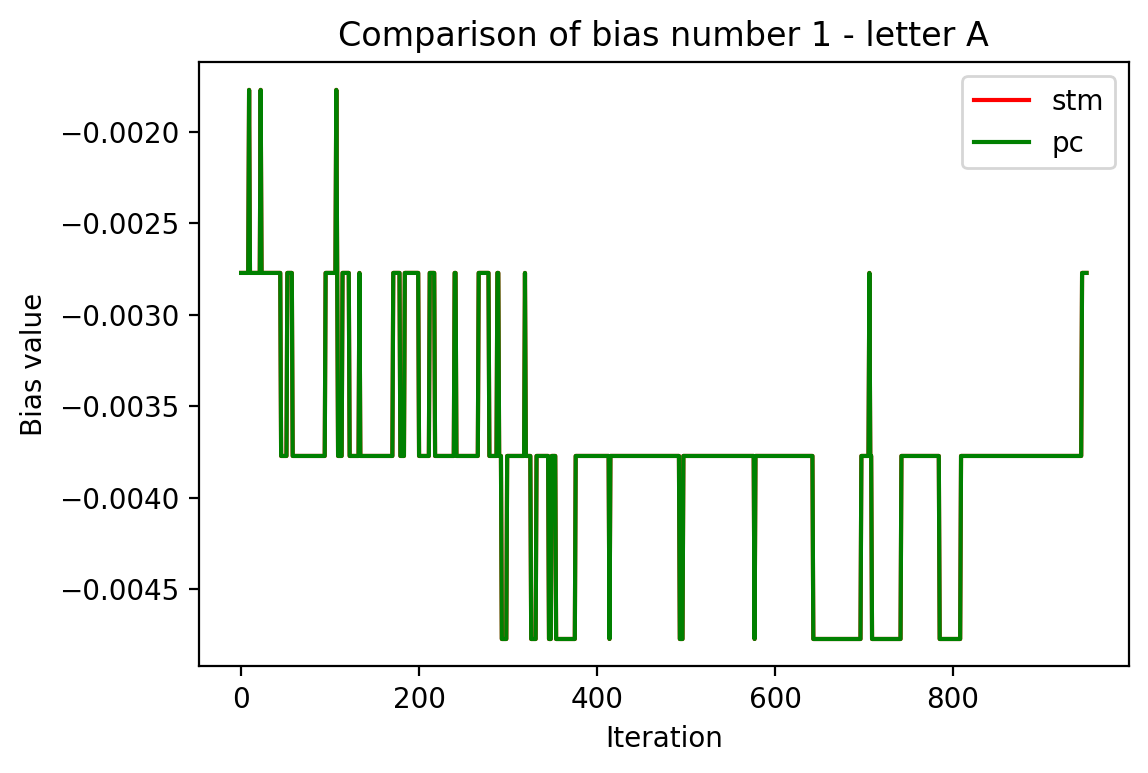 Comparison of bias number 1 - letter A
stm
pc
Bias value
−0.0020
−0.0025
−0.0030
−0.0035
−0.0040
−0.0045
0 200 400 600 800
Iteration